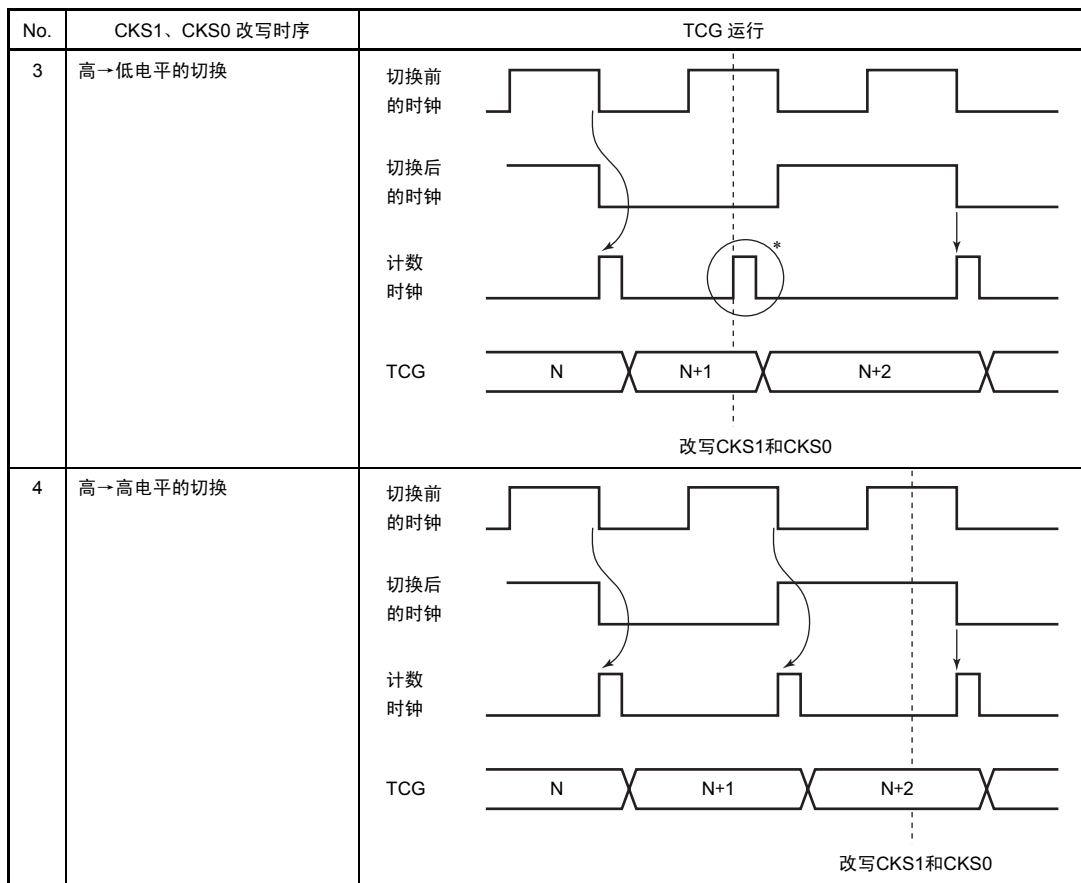 No. CKS1、CKS0 改写时序 TCG 运行
3 高→低电平的切换
切换前
的时钟
切换后
的时钟
计数
时钟
*
TCG N N+1 N+2
改写CKS1和CKS0
4 高→高电平的切换
切换前
的时钟
切换后
的时钟
计数
时钟
TCG N N+1 N+2
改写CKS1和CKS0